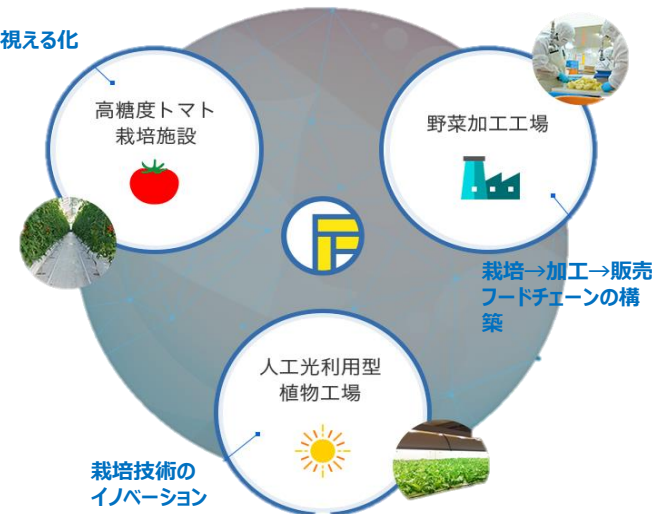 視える化
高糖度トマト
栽培施設
野菜加工工場
栽培→加工→販売
フードチェーンの構
築
人工光利用型
植物工場
栽培技術の
イノベーション